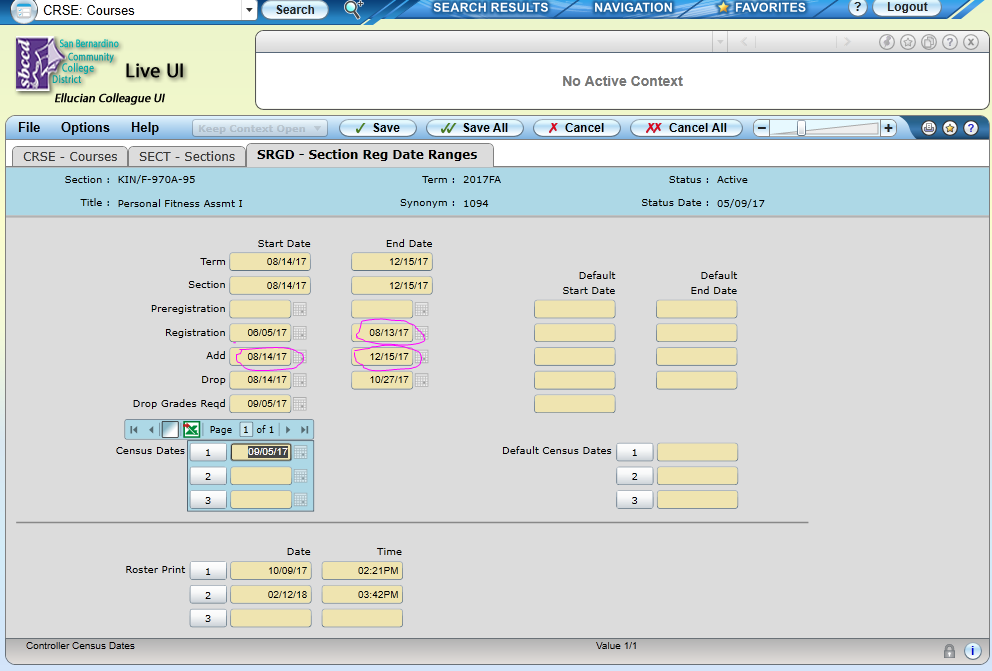 CRSE: Courses Search SEARCH RESULTS NAVIGATION FAVORITES ? Logout
sbccd San Bernardino Community College District Live UI
Ellucian Colleague UI
No Active Context
File Options Help Keep Context Open Save Save All Cancel Cancel All
CRSE - Courses SECT - Sections SRGD - Section Reg Date Ranges
Section : KIN/F-970A-95 Term : 2017FA Status : Active
Title : Personal Fitness Assmt I Synonym : 1094 Status Date : 05/09/17
Start Date End Date
Term 08/14/17 12/15/17
Default Default
Section 08/14/17 12/15/17
Start Date End Date
Preregistration
Registration 06/05/17 08/13/17
Add 08/14/17 12/15/17
Drop 08/14/17 10/27/17
Drop Grades Reqd 09/05/17
Page 1 of 1
Census Dates 1 09/05/17 Default Census Dates 1
2 2
3 3
Date Time
Roster Print 1 10/09/17 02:21PM
2 02/12/18 03:42PM
3
Controller Census Dates Value 1/1